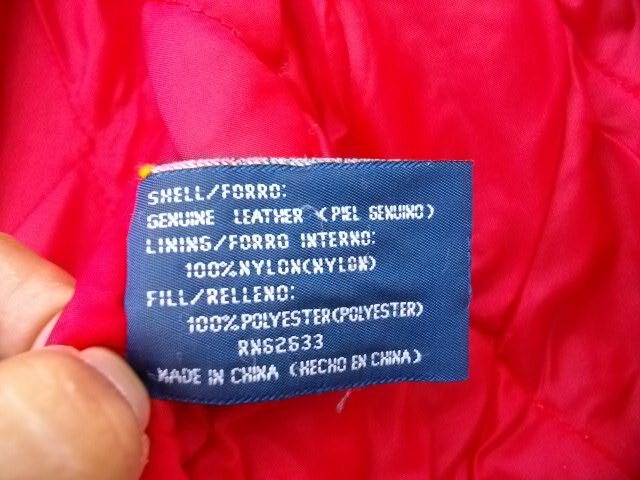 SHELL/FORRO:
GENUINE LEATHER (PIEL GENUINO)
LINING/FORRO INTERNO:
100%NYLON(NYLON)
FILL/RELLENO:
100%POLYESTER(POLYESTER)
RN62633
MADE IN CHINA (HECHO EN CHINA)